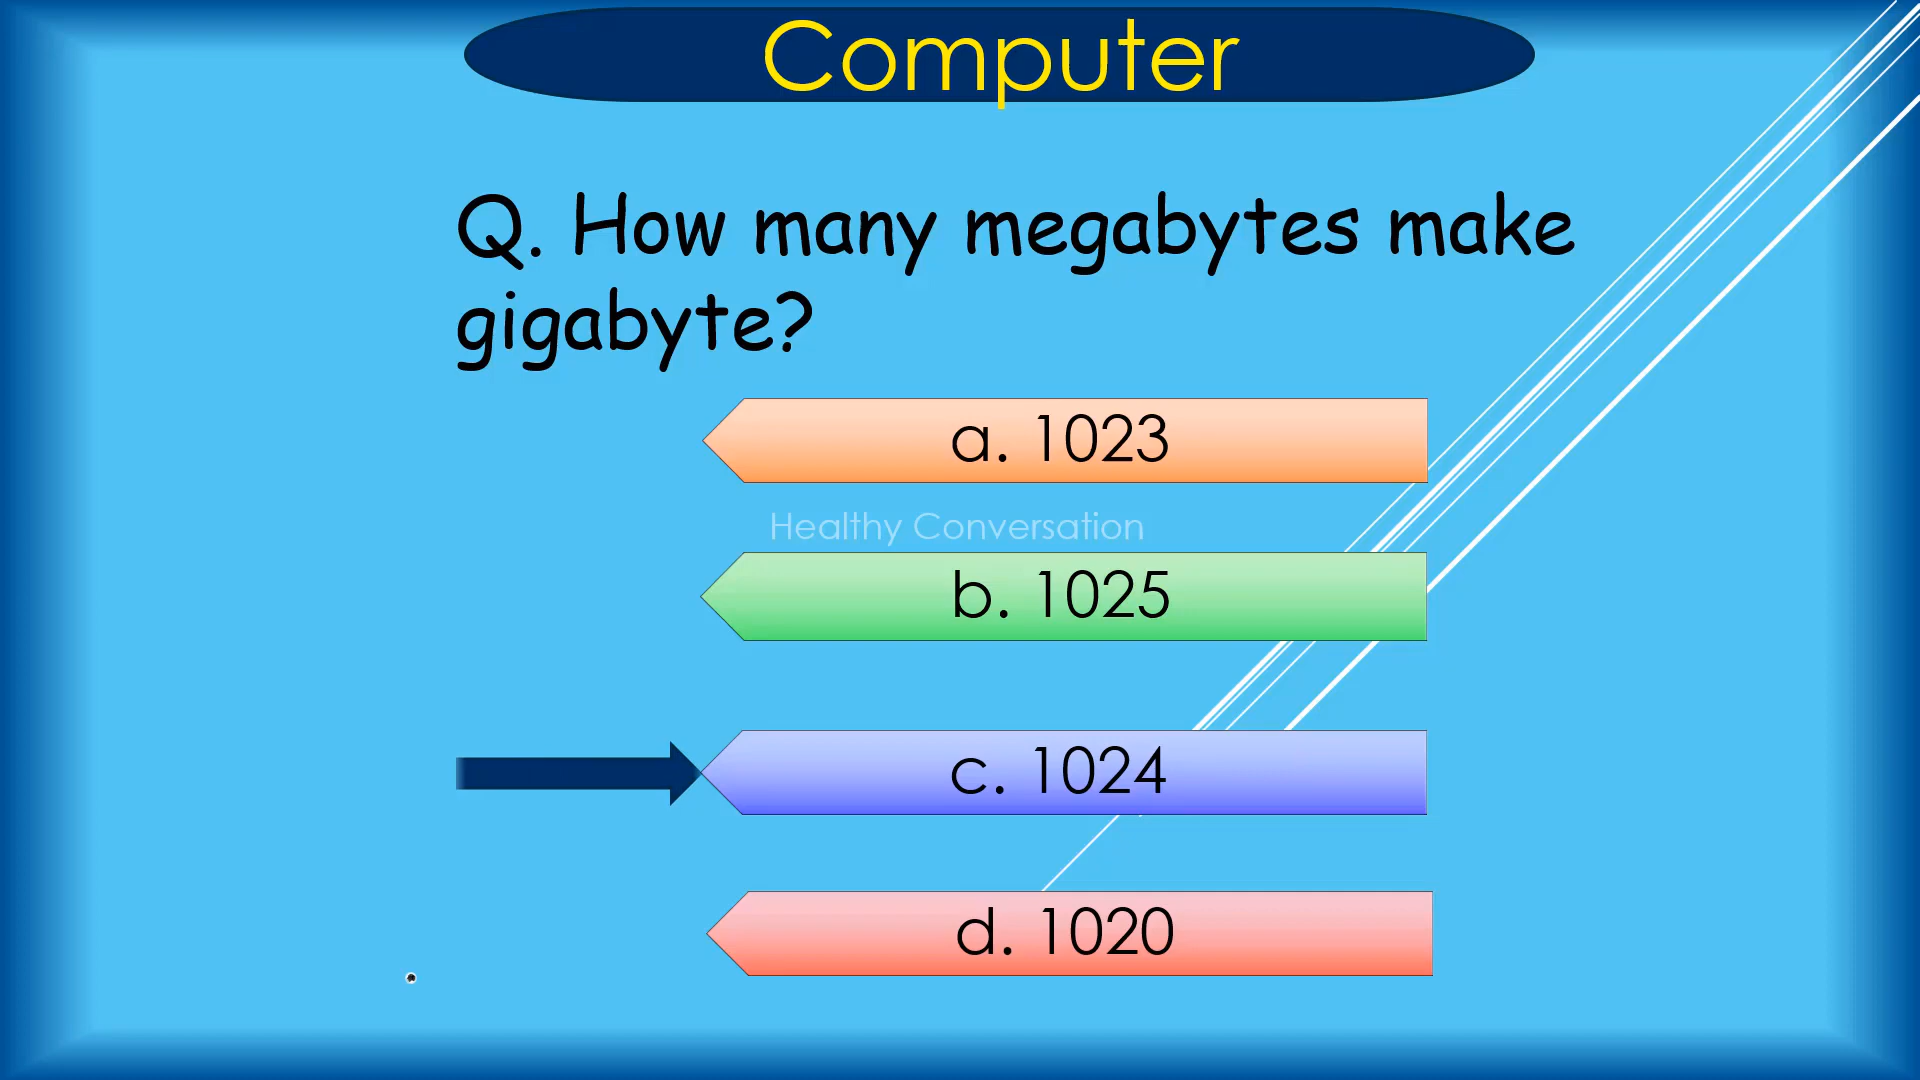 Computer
Q. How many megabytes make
gigabyte?
a. 1023
Healthy Conversation
b. 1025
c. 1024
d. 1020